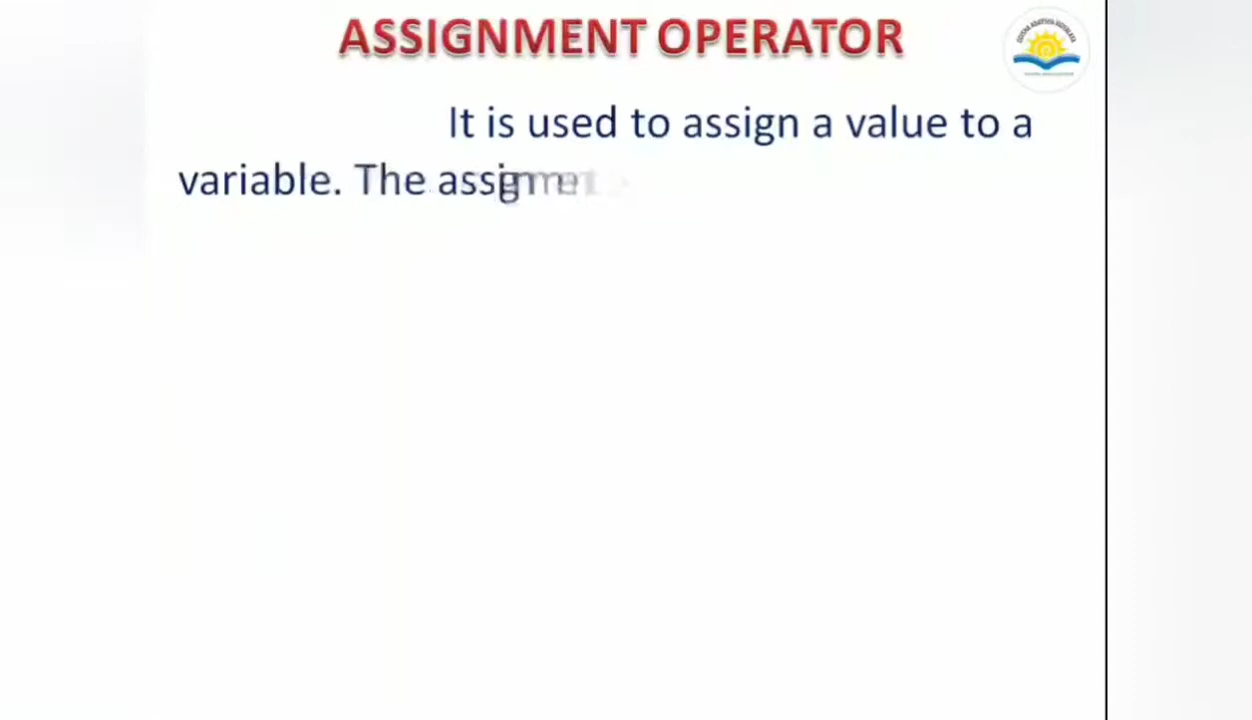 ASSIGNMENT OPERATOR
It is used to assign a value to a
variable. The